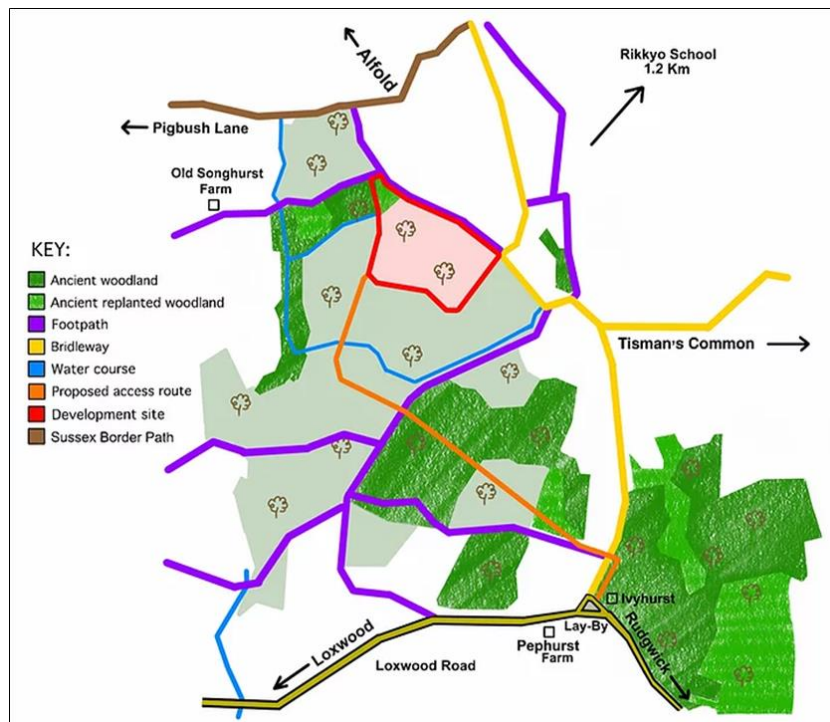 Rikkyo School
1.2 Km
Alfold
Pigbush Lane
Old Songhurst
Farm
KEY:
Ancient woodland
Ancient replanted woodland
Footpath
Bridleway
Water course
Proposed access route
Development site
Sussex Border Path
Tisman's Common
Ivyhurst
Lay-By
Rudgwick
Pephurst
Farm
Loxwood
Loxwood Road